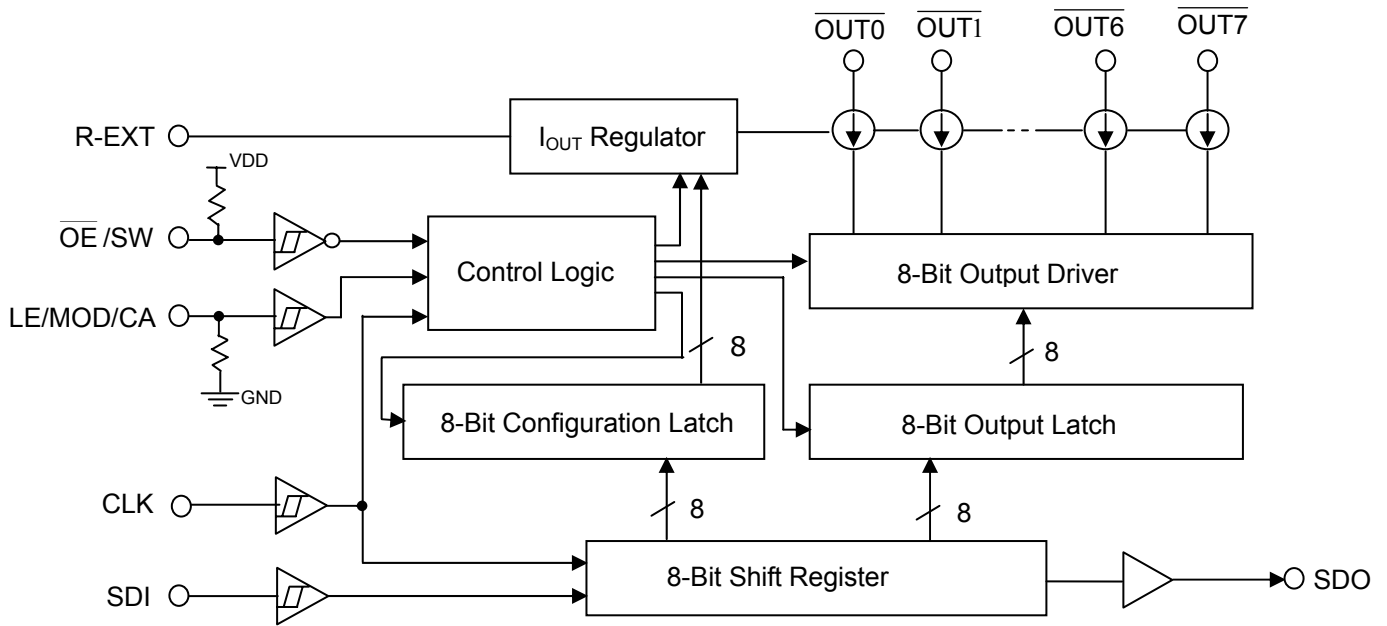 OUT0 OUT1 OUT6 OUT7
R-EXT
IOUT Regulator
VDD
OE/SW
Control Logic
8-Bit Output Driver
LE/MOD/CA
GND
8
8
8-Bit Configuration Latch
8-Bit Output Latch
CLK
8
8
8-Bit Shift Register
SDI
SDO